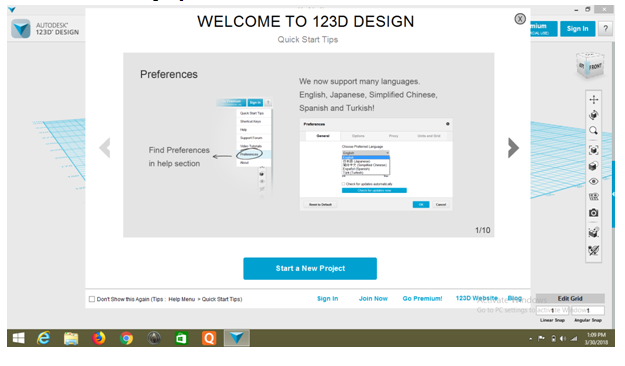 WELCOME TO 123D DESIGN
AUTODESK®
123D® DESIGN
Sign In
?
Quick Start Tips
FRONT
Preferences
We now support many languages.
English, Japanese, Simplified Chinese,
Spanish and Turkish!
Sign In
Quick Start Tips
Shortcut Keys
Help
Support Forum
Video Tutorials
Preferences
About
Find Preferences
in help section
Preferences
General
Options
Privacy
Units and Grid
Choose Preferred Language
English
Check for updates automatically
Check for updates now
Reset to Default
OK
Cancel
1/10
Start a New Project
Don't Show this Again (Tips : Help Menu > Quick Start Tips)
Sign In
Join Now
Go Premium!
123D Website
Blog
Edit Grid
Activate Windows
Go to PC settings to activate Windows
1
1
Linear Snap
Angular Snap
1:09 PM
3/30/2018